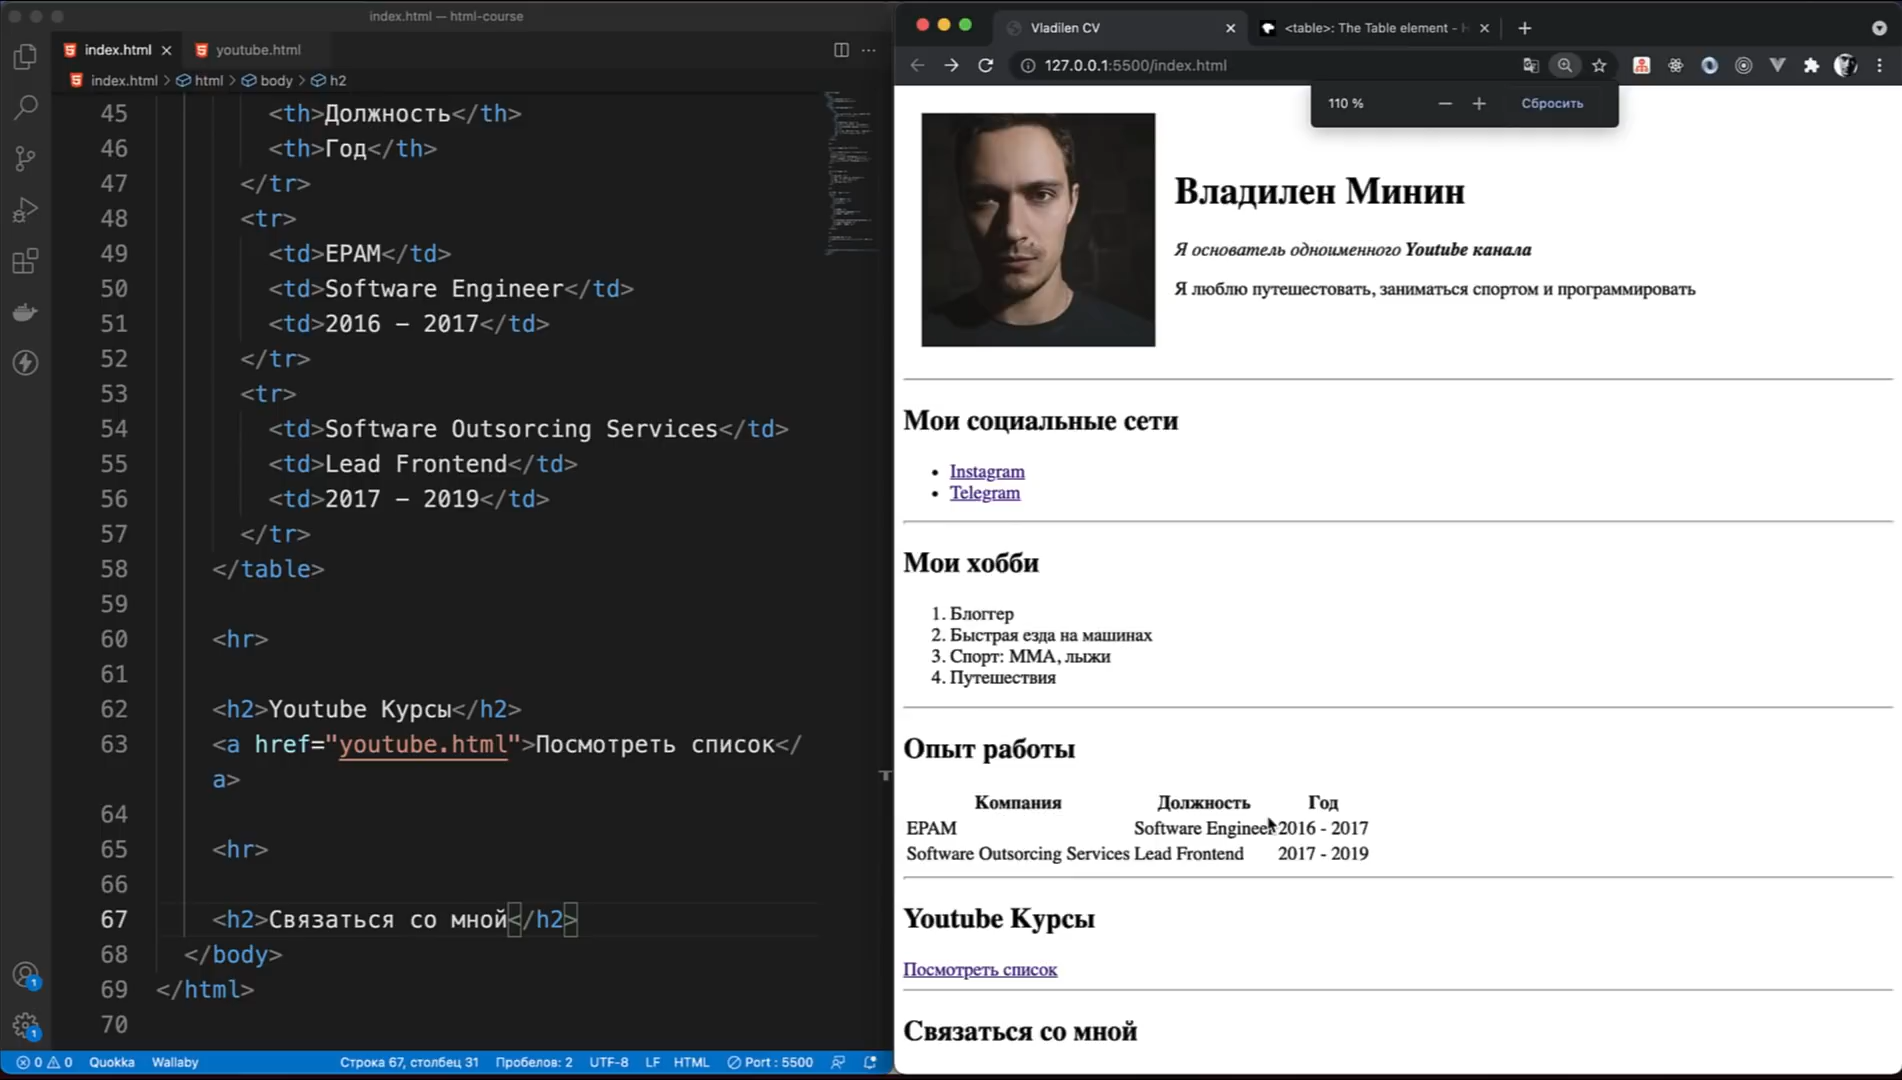 index.html — html-course
index.html
youtube.html
index.html > html > body > h2
45 <th>Должность</th>
46 <th>Год</th>
47 </tr>
48 <tr>
49 <td>EPAM</td>
50 <td>Software Engineer</td>
51 <td>2016 - 2017</td>
52 </tr>
53 <tr>
54 <td>Software Outsorcing Services</td>
55 <td>Lead Frontend</td>
56 <td>2017 - 2019</td>
57 </tr>
58 </table>
59
60 <hr>
61
62 <h2>Youtube Курсы</h2>
63 <a href="youtube.html">Посмотреть список</
a>
64
65 <hr>
66
67 <h2>Связаться со мной</h2>
68 </body>
69 </html>
70
1
1
0 0 Quokka Wallaby Строка 67, столбец 31 Пробелов: 2 UTF-8 LF HTML Port : 5500
Vladilen CV
<table>: The Table element -
127.0.0.1:5500/index.html
110 % Сбросить
Владилен Минин
Я основатель одноименного Youtube канала
Я люблю путешестовать, заниматься спортом и программировать
Мои социальные сети
• Instagram
• Telegram
Мои хобби
1. Блоггер
2. Быстрая езда на машинах
3. Спорт: ММА, лыжи
4. Путешествия
Опыт работы
Компания Должность Год
EPAM Software Engineer 2016 - 2017
Software Outsorcing Services Lead Frontend 2017 - 2019
Youtube Курсы
Посмотреть список
Связаться со мной